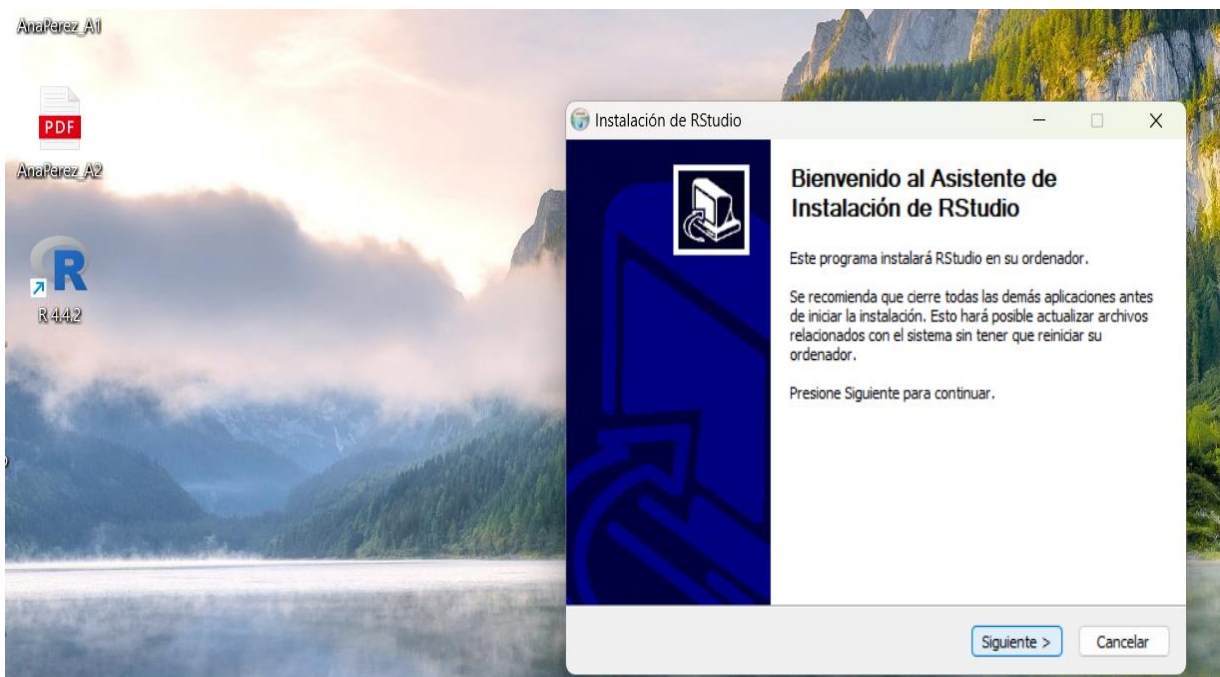 AnaPerez_A1
PDF
AnaPerez_A2
R
R 4.4.2
Instalación de RStudio
Bienvenido al Asistente de
Instalación de RStudio
Este programa instalará RStudio en su ordenador.
Se recomienda que cierre todas las demás aplicaciones antes
de iniciar la instalación. Esto hará posible actualizar archivos
relacionados con el sistema sin tener que reiniciar su
ordenador.
Presione Siguiente para continuar.
Siguiente >
Cancelar